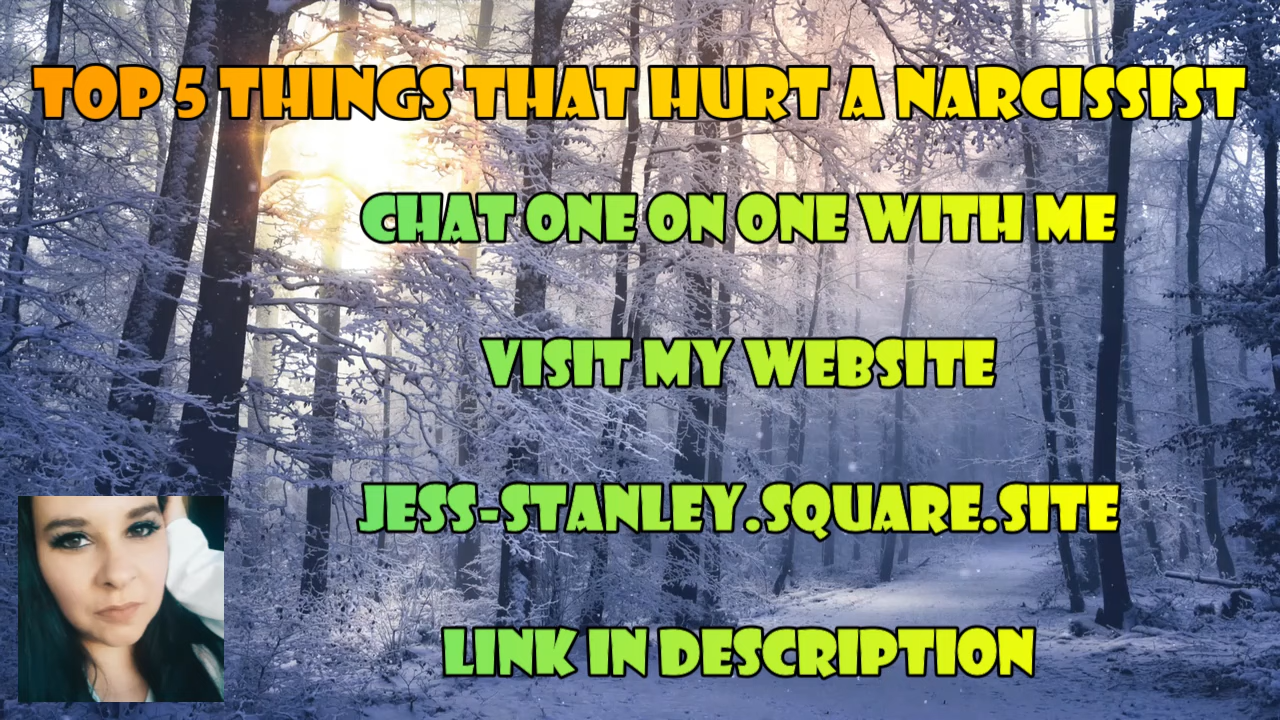 TOP 5 THINGS THAT HURT A NARCISSIST
CHAT ONE ON ONE WITH ME
VISIT MY WEBSITE
JESS-STANLEY.SQUARE.SITE
LINK IN DESCRIPTION